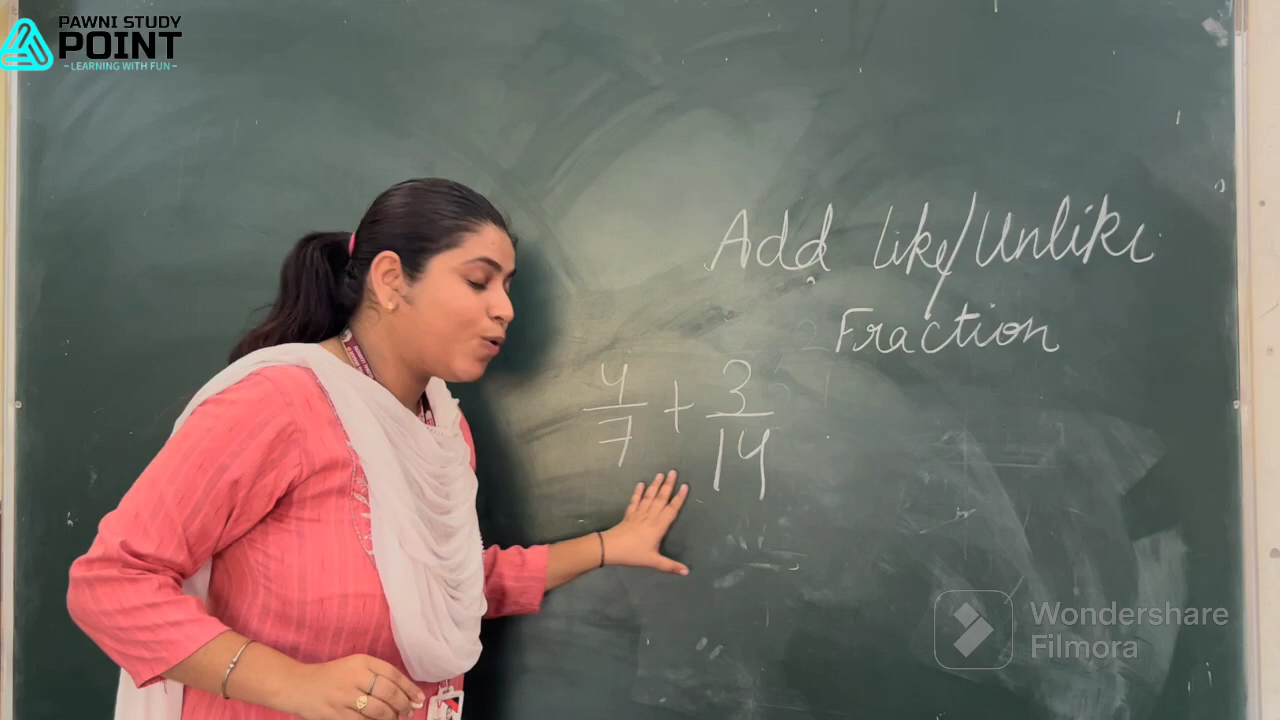 PAWNI STUDY
POINT
LEARNING WITH FUN
Add like/Unlike
Fraction
4/7 + 3/14
Wondershare
Filmora